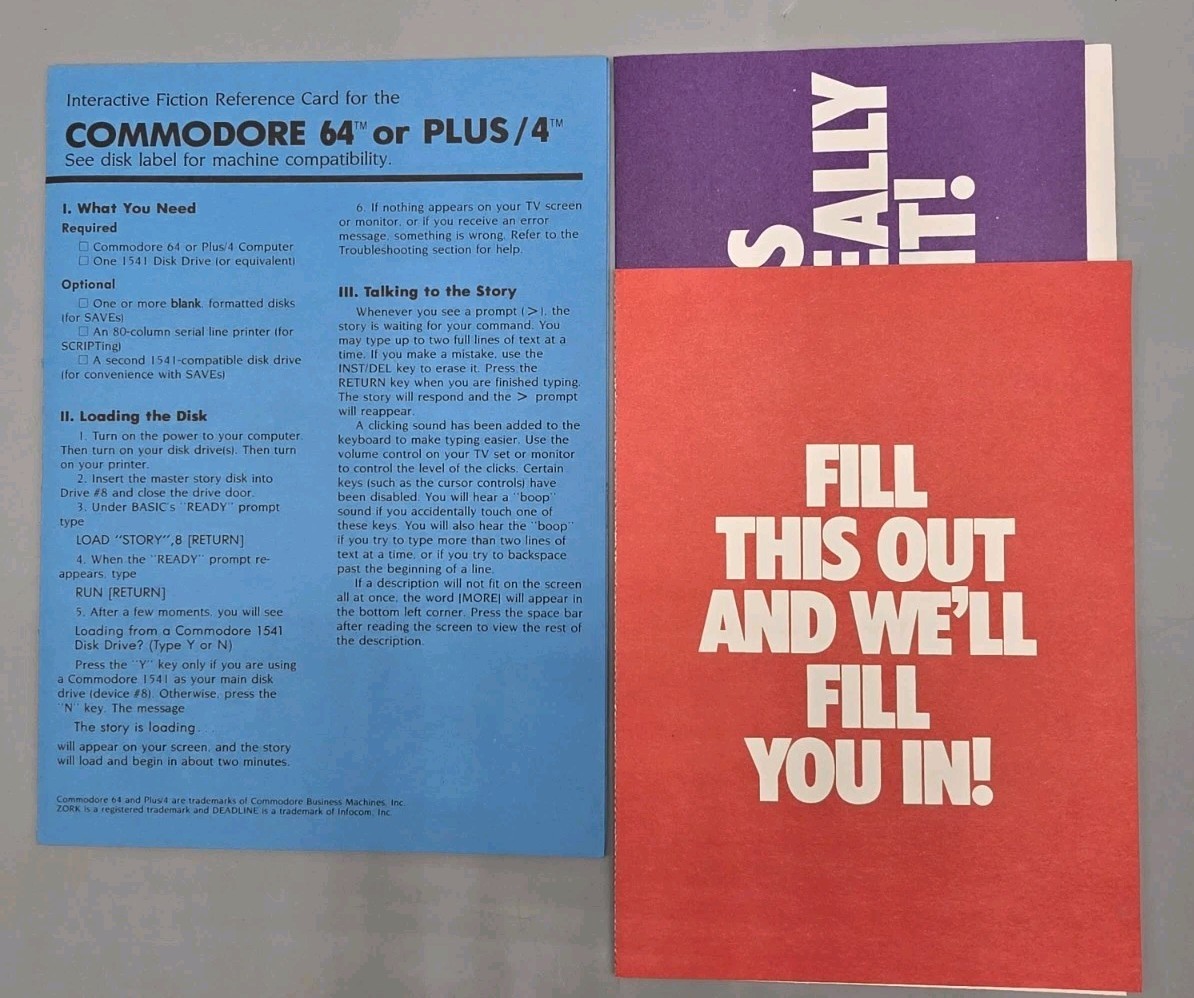 Interactive Fiction Reference Card for the
COMMODORE 64™ or PLUS/4™
See disk label for machine compatibility.
I. What You Need
Required
☐ Commodore 64 or Plus/4 Computer
☐ One 1541 Disk Drive (or equivalent)
Optional
☐ One or more blank, formatted disks
(for SAVEs)
☐ An 80-column serial line printer (for
SCRIPTing)
☐ A second 1541-compatible disk drive
(for convenience with SAVEs)
II. Loading the Disk
1. Turn on the power to your computer.
Then turn on your disk drive(s). Then turn
on your printer.
2. Insert the master story disk into
Drive #8 and close the drive door.
3. Under BASIC's "READY" prompt
type
LOAD "STORY",8 [RETURN]
4. When the "READY" prompt re-
appears, type
RUN [RETURN]
5. After a few moments, you will see
Loading from a Commodore 1541
Disk Drive? (Type Y or N)
Press the "Y" key only if you are using
a Commodore 1541 as your main disk
drive (device #8). Otherwise, press the
"N" key. The message
The story is loading.
will appear on your screen, and the story
will load and begin in about two minutes.
6. If nothing appears on your TV screen
or monitor, or if you receive an error
message, something is wrong. Refer to the
Troubleshooting section for help.
III. Talking to the Story
Whenever you see a prompt (>), the
story is waiting for your command. You
may type up to two full lines of text at a
time. If you make a mistake, use the
INST/DEL key to erase it. Press the
RETURN key when you are finished typing.
The story will respond and the > prompt
will reappear.
A clicking sound has been added to the
keyboard to make typing easier. Use the
volume control on your TV set or monitor
to control the level of the clicks. Certain
keys (such as the cursor controls) have
been disabled. You will hear a "boop"
sound if you accidentally touch one of
these keys. You will also hear the "boop"
if you try to type more than two lines of
text at a time, or if you try to backspace
past the beginning of a line.
If a description will not fit on the screen
all at once, the word [MORE] will appear in
the bottom left corner. Press the space bar
after reading the screen to view the rest of
the description.
Commodore 64 and Plus/4 are trademarks of Commodore Business Machines, Inc.
ZORK is a registered trademark and DEADLINE is a trademark of Infocom, Inc.
S
EALLY
IT!
FILL
THIS OUT
AND WE'LL
FILL
YOU IN!